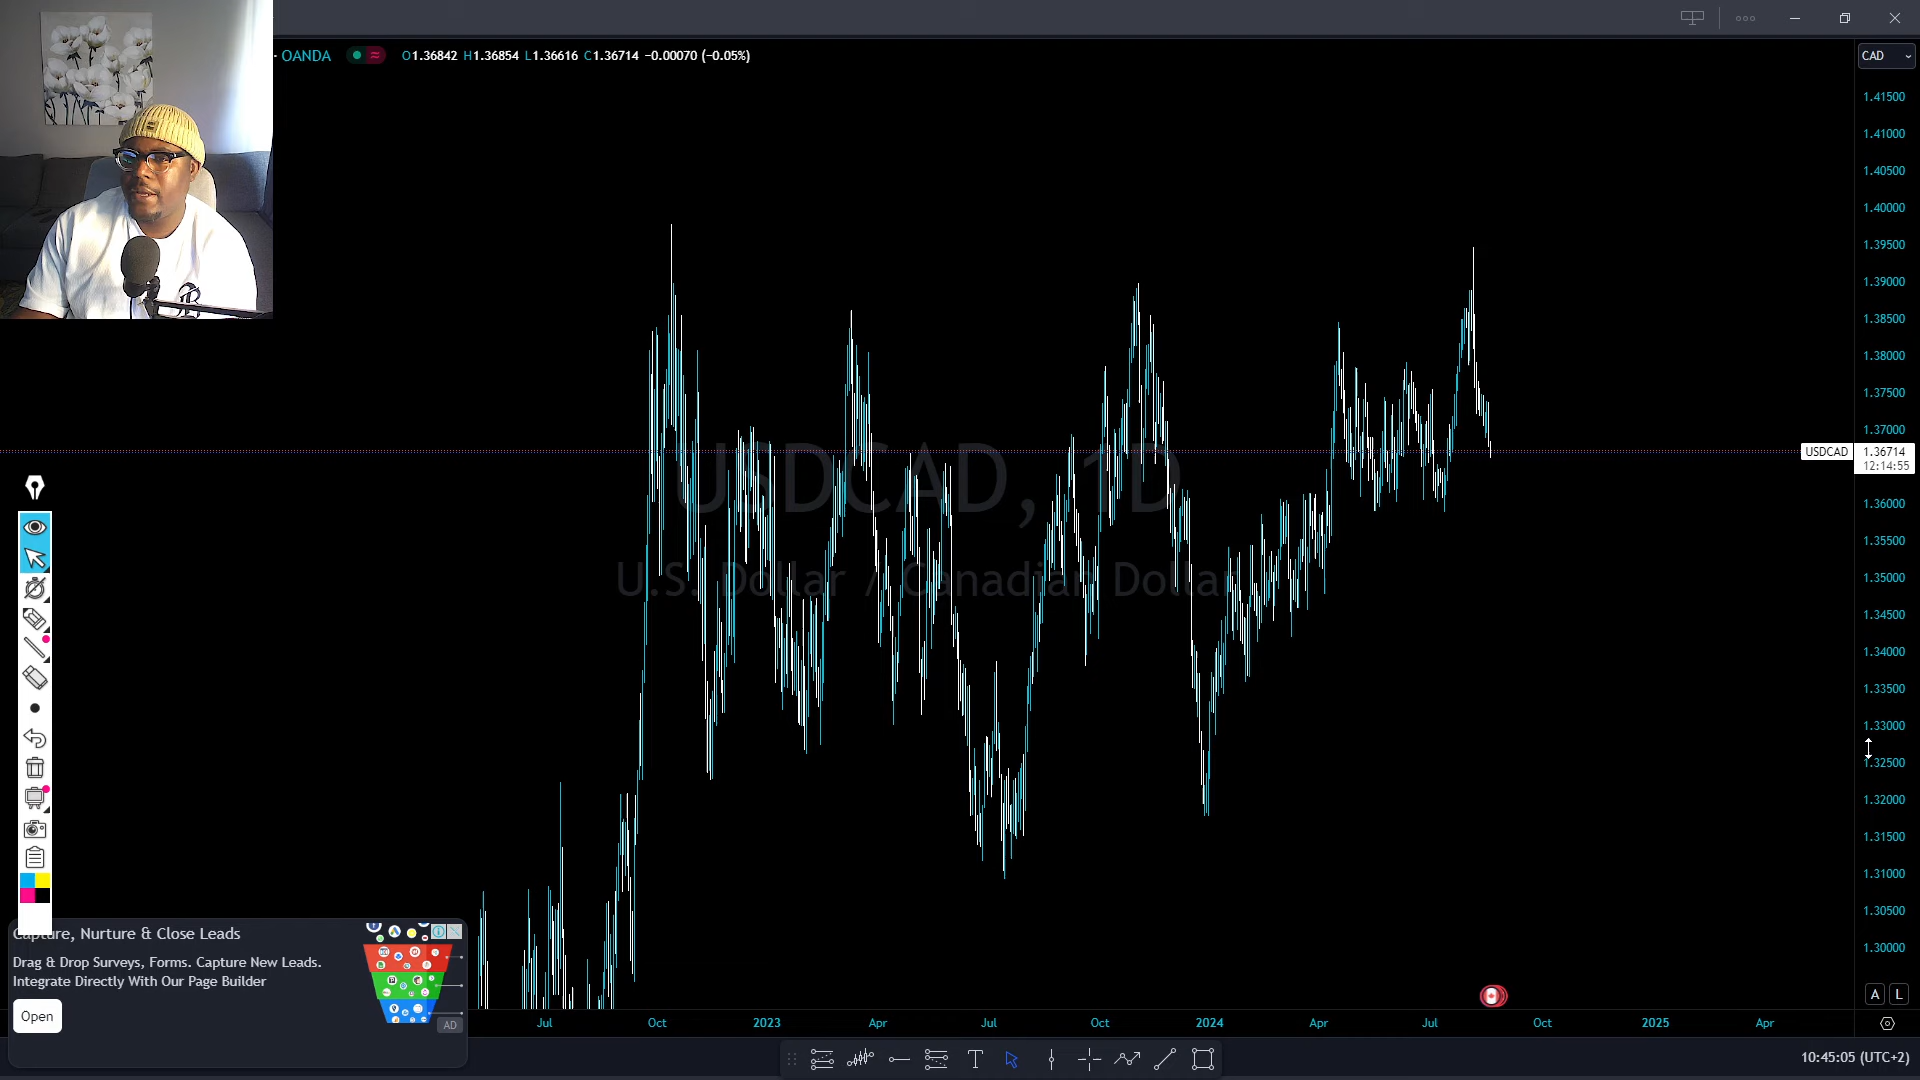 · OANDA
O1.36842 H1.36854 L1.36616 C1.36714 −0.00070 (−0.05%)
CAD
1.41500
1.41000
1.40500
1.40000
1.39500
1.39000
1.38500
1.38000
1.37500
1.37000
USDCAD
1.36714
12:14:55
1.36000
1.35500
1.35000
1.34500
1.34000
1.33500
1.33000
1.32500
1.32000
1.31500
1.31000
1.30500
1.30000
USDCAD, 1D
U.S. Dollar / Canadian Dollar
Capture, Nurture & Close Leads
Drag & Drop Surveys, Forms. Capture New Leads.
Integrate Directly With Our Page Builder
Open
AD
A L
Jul Oct 2023 Apr Jul Oct 2024 Apr Jul Oct 2025 Apr
T
10:45:05 (UTC+2)